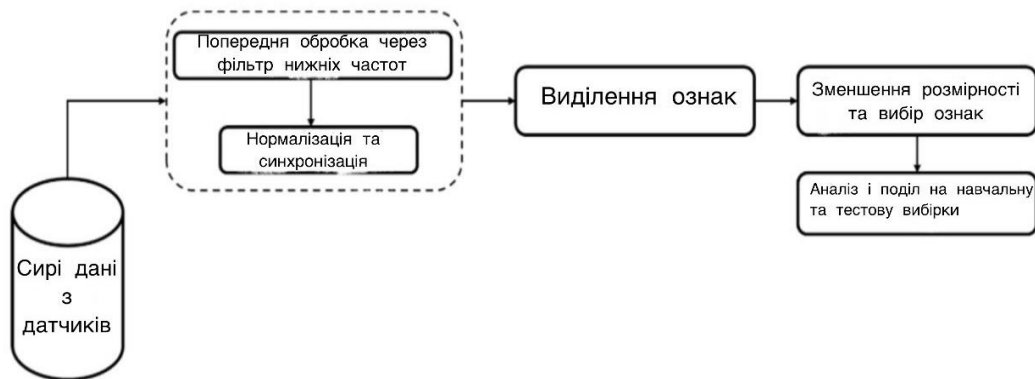 Попередня обробка через
фільтр нижніх частот
Нормалізація та
синхронізація
Виділення ознак
Зменшення розмірності
та вибір ознак
Аналіз і поділ на навчальну
та тестову вибірки
Сирі дані
з
датчиків